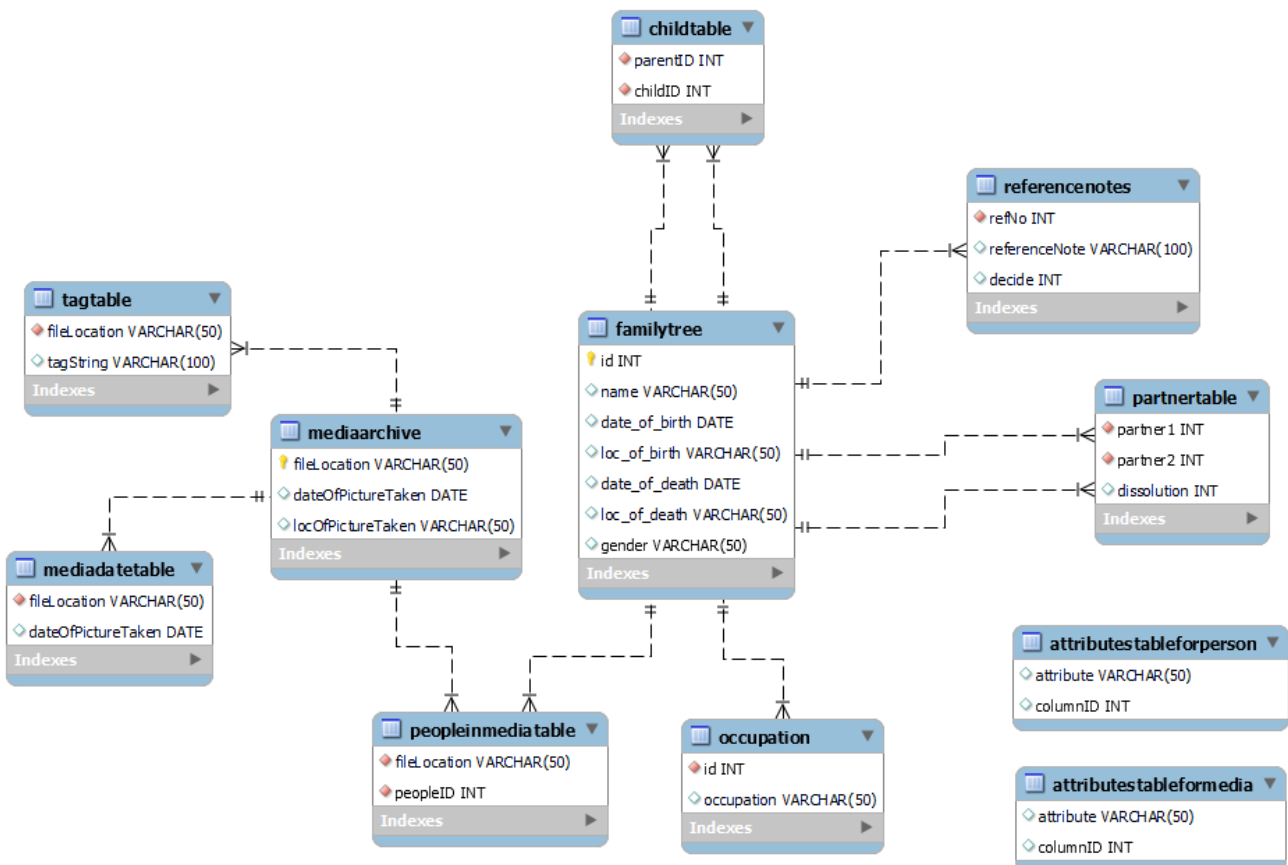 childtable
parentID INT
childID INT
Indexes
referencenotes
refNo INT
referenceNote VARCHAR(100)
decide INT
Indexes
tagtable
fileLocation VARCHAR(50)
tagString VARCHAR(100)
Indexes
familytree
id INT
name VARCHAR(50)
date_of_birth DATE
loc_of_birth VARCHAR(50)
date_of_death DATE
loc_of_death VARCHAR(50)
gender VARCHAR(50)
Indexes
partnertable
partner1 INT
partner2 INT
dissolution INT
Indexes
mediaarchive
fileLocation VARCHAR(50)
dateOfPictureTaken DATE
locOfPictureTaken VARCHAR(50)
Indexes
mediadatetable
fileLocation VARCHAR(50)
dateOfPictureTaken DATE
Indexes
peopleinmediatable
fileLocation VARCHAR(50)
peopleID INT
Indexes
occupation
id INT
occupation VARCHAR(50)
Indexes
attributestableforperson
attribute VARCHAR(50)
columnID INT
attributestableformedia
attribute VARCHAR(50)
columnID INT